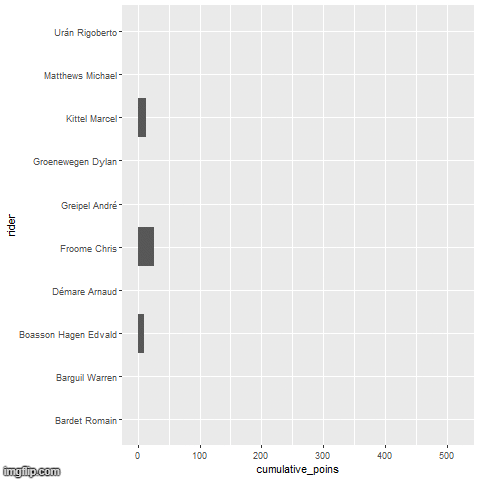 Urán Rigoberto
Matthews Michael
Kittel Marcel
Groenewegen Dylan
Greipel André
rider
Froome Chris
Démare Arnaud
Boasson Hagen Edvald
Barguil Warren
Bardet Romain
0 100 200 300 400 500
cumulative_poins
imgflip.com